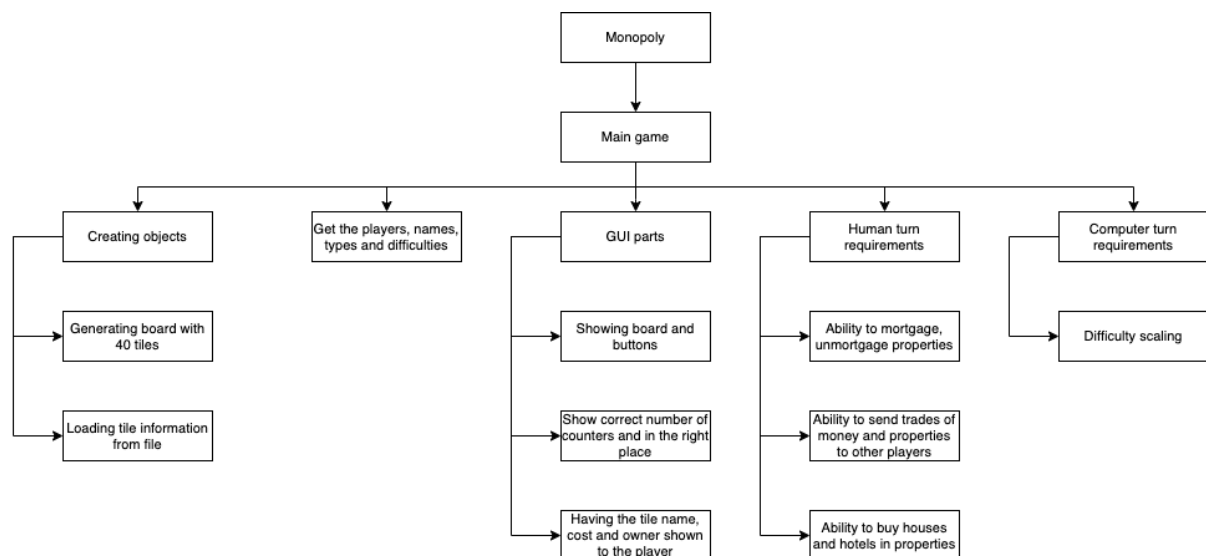 Monopoly
Main game
Creating objects
Get the players, names,
types and difficulties
GUI parts
Human turn
requirements
Computer turn
requirements
Generating board with
40 tiles
Showing board and
buttons
Ability to mortgage,
unmortgage properties
Difficulty scaling
Loading tile information
from file
Show correct number of
counters and in the right
place
Ability to send trades of
money and properties
to other players
Having the tile name,
cost and owner shown
to the player
Ability to buy houses
and hotels in properties